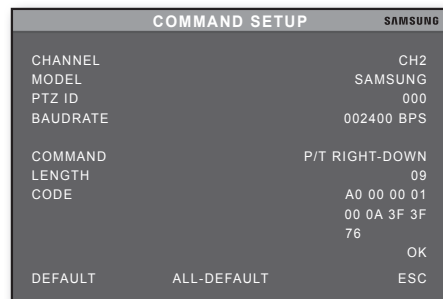 COMMAND SETUP SAMSUNG
CHANNEL CH2
MODEL SAMSUNG
PTZ ID 000
BAUDRATE 002400 BPS
COMMAND P/T RIGHT-DOWN
LENGTH 09
CODE A0 00 00 01
00 0A 3F 3F
76
OK
DEFAULT ALL-DEFAULT ESC